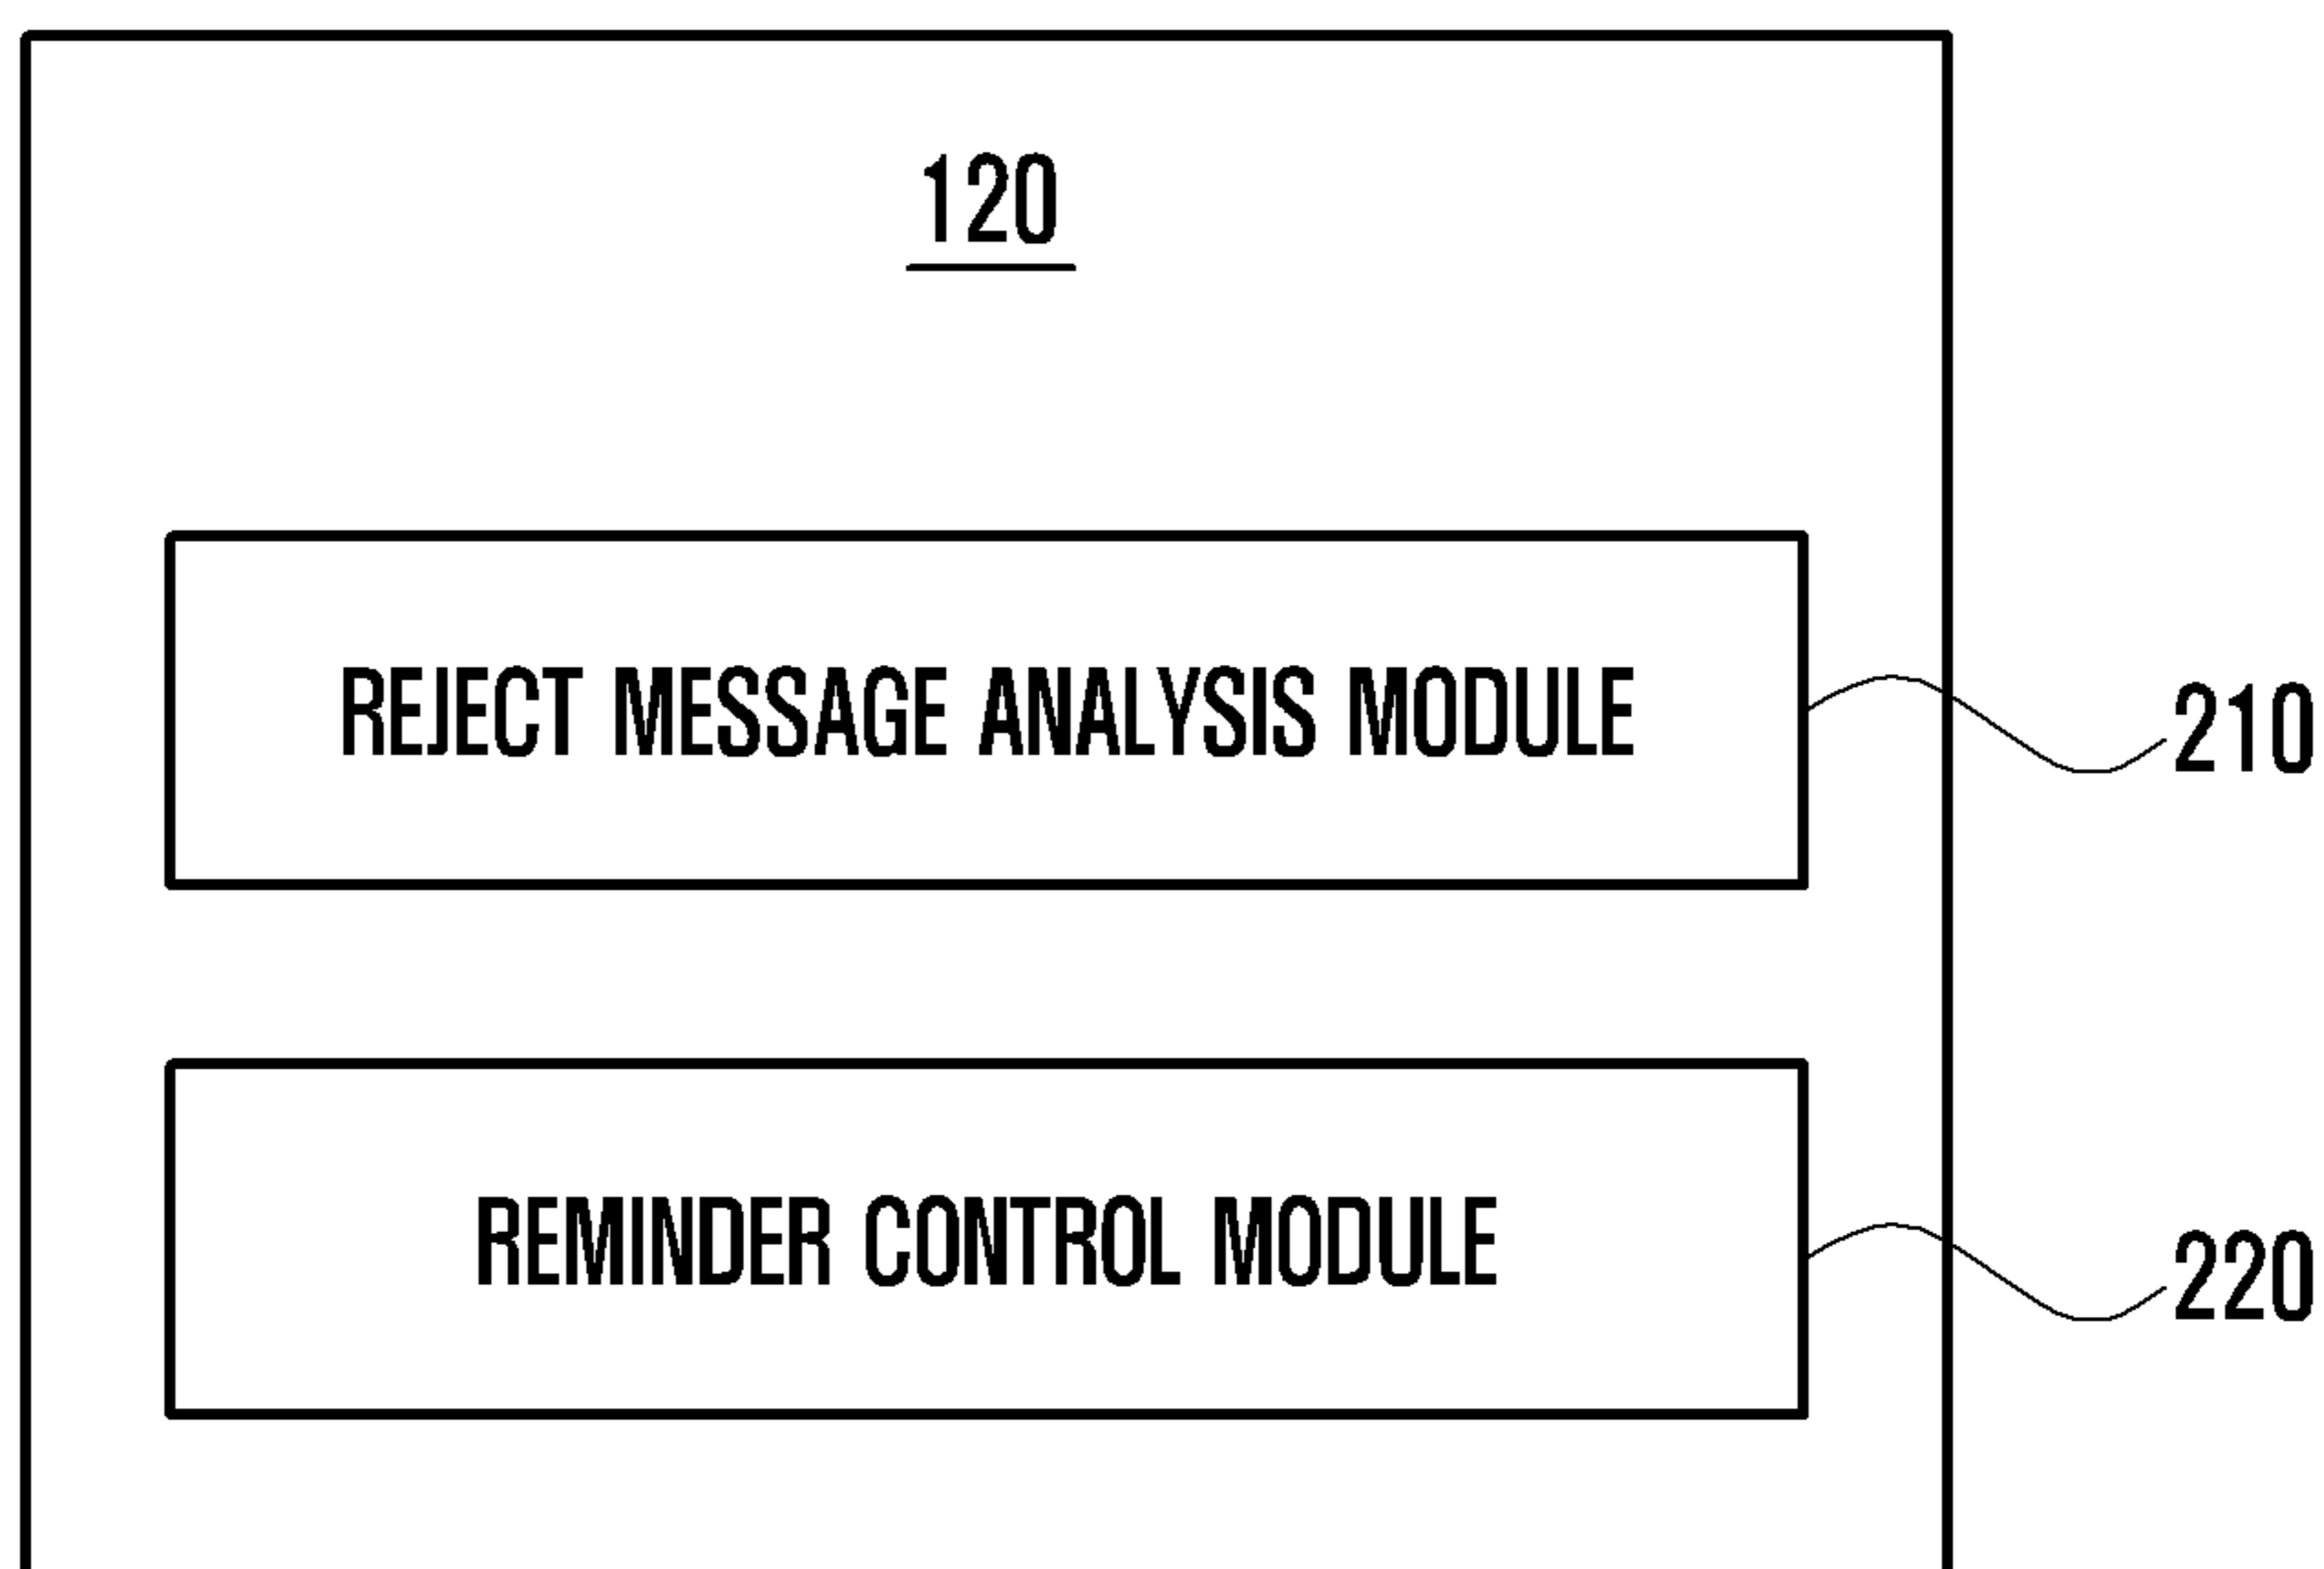 120
REJECT MESSAGE ANALYSIS MODULE
210
REMINDER CONTROL MODULE
220